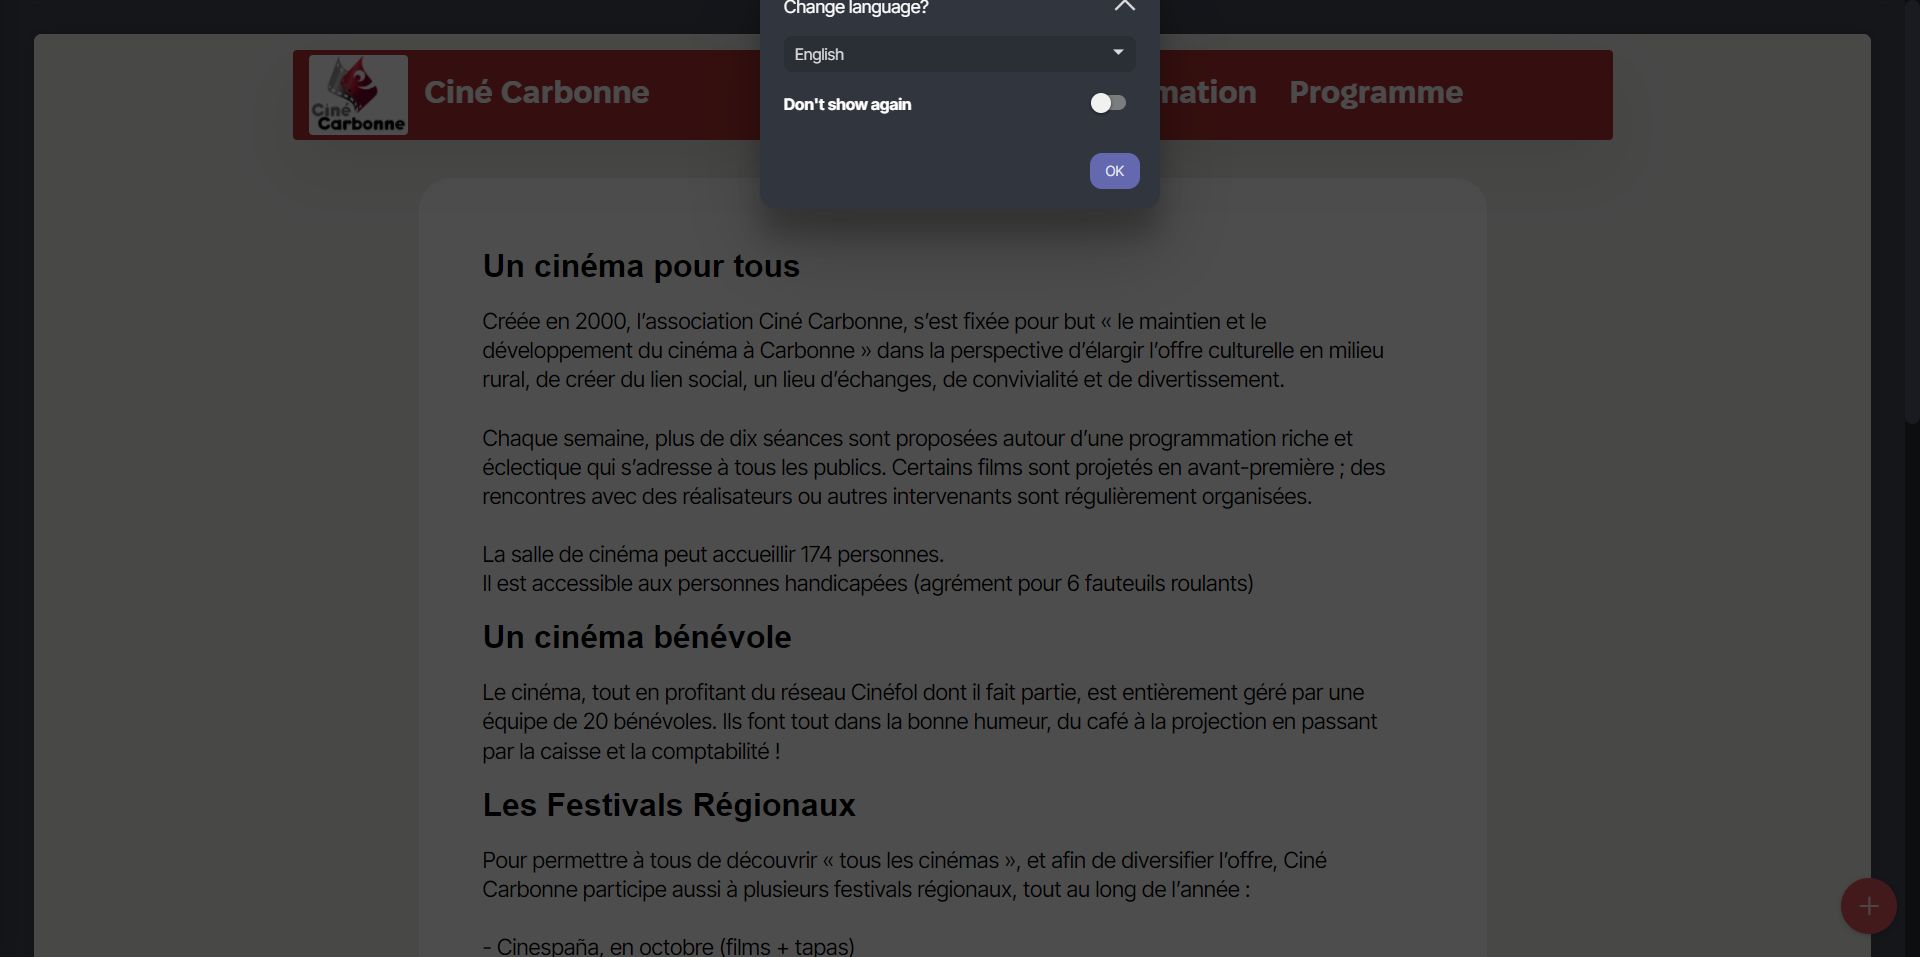 Change language?
English
Don't show again
OK
Ciné
Carbonne
Ciné Carbonne
mation
Programme
Un cinéma pour tous
Créée en 2000, l’association Ciné Carbonne, s’est fixée pour but « le maintien et le
développement du cinéma à Carbonne » dans la perspective d’élargir l’offre culturelle en milieu
rural, de créer du lien social, un lieu d’échanges, de convivialité et de divertissement.
Chaque semaine, plus de dix séances sont proposées autour d’une programmation riche et
éclectique qui s’adresse à tous les publics. Certains films sont projetés en avant-première ; des
rencontres avec des réalisateurs ou autres intervenants sont régulièrement organisées.
La salle de cinéma peut accueillir 174 personnes.
Il est accessible aux personnes handicapées (agrément pour 6 fauteuils roulants)
Un cinéma bénévole
Le cinéma, tout en profitant du réseau Cinéfol dont il fait partie, est entièrement géré par une
équipe de 20 bénévoles. Ils font tout dans la bonne humeur, du café à la projection en passant
par la caisse et la comptabilité !
Les Festivals Régionaux
Pour permettre à tous de découvrir « tous les cinémas », et afin de diversifier l’offre, Ciné
Carbonne participe aussi à plusieurs festivals régionaux, tout au long de l’année :
- Cinespaña, en octobre (films + tapas)